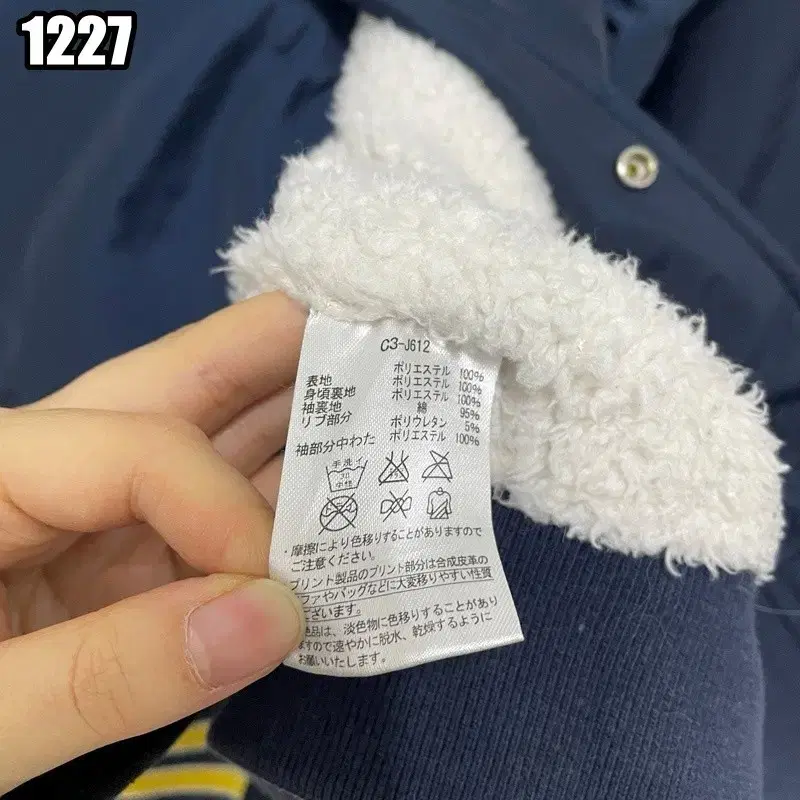 1227
C3-J612
表地 ポリエステル 100%
身頃裏地 ポリエステル 100%
袖裏地 ポリエステル 100%
リブ部分 綿 95%
ポリウレタン 5%
袖部分中わた ポリエステル 100%
手洗イ
30
中性
・摩擦により色移りすることがありますので
ご注意ください。
プリント製品のプリント部分は合成皮革の
ファやバッグなどに大変移りやすい性質
ございます。
品は、淡色物に色移りすることがあり
ますので速やかに脱水、乾燥するように
お願いいたします。